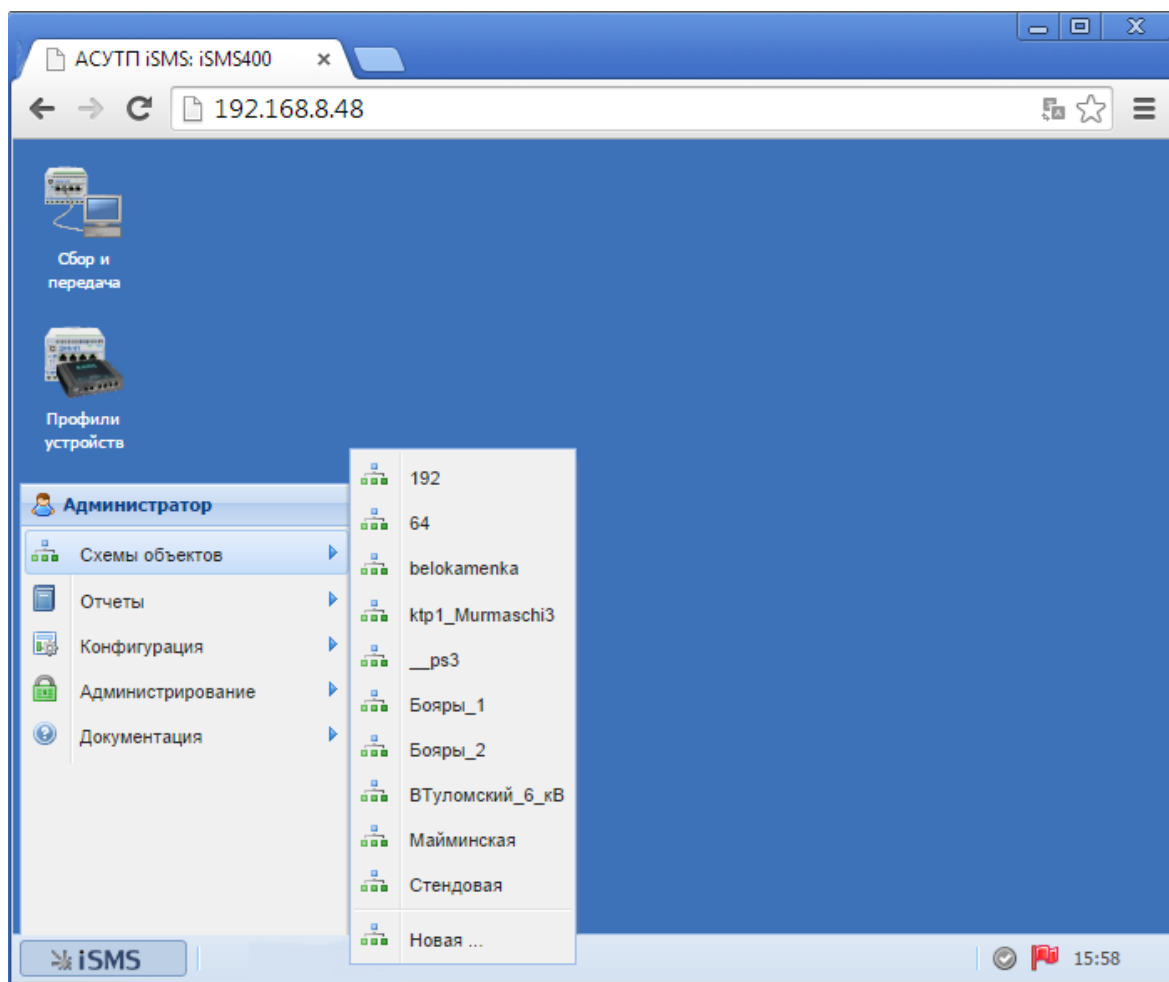 АСУТП iSMS: iSMS400
192.168.8.48
Сбор и
передача
Профили
устройств
Администратор
Схемы объектов
Отчеты
Конфигурация
Администрирование
Документация
192
64
belokamenka
ktp1_Murmaschi3
__ps3
Бояры_1
Бояры_2
ВТуломский_6_кВ
Майминская
Стендовая
Новая ...
iSMS
15:58